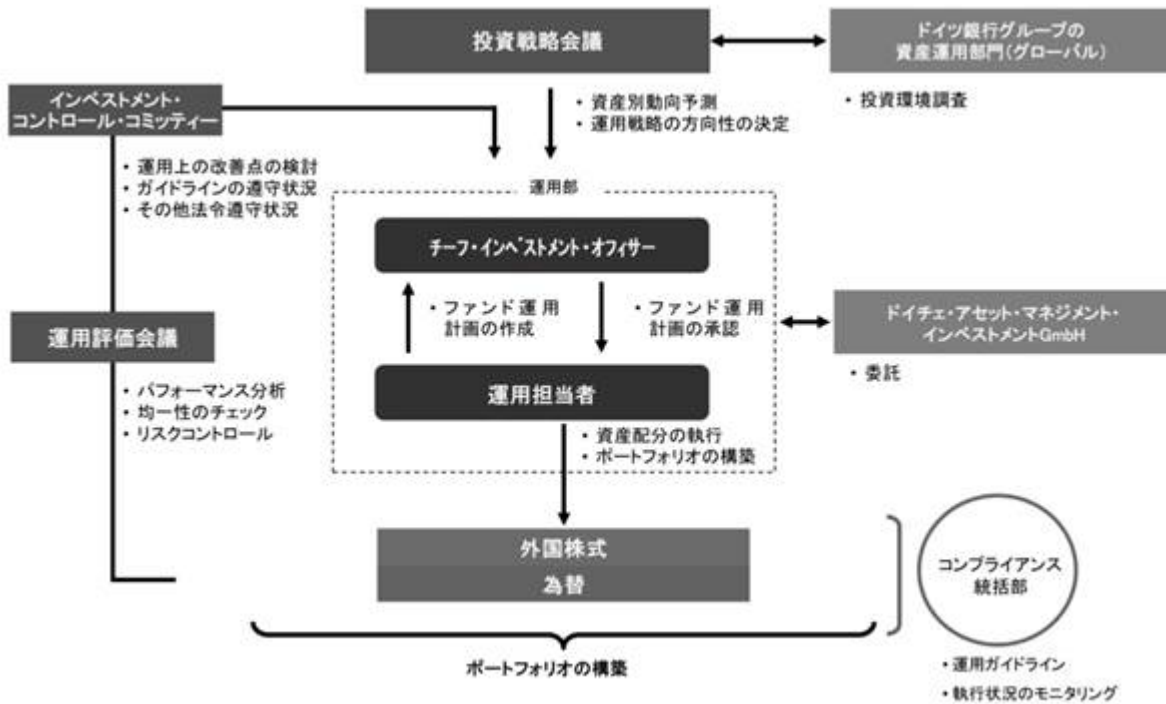 投資戦略会議
ドイツ銀行グループの
資産運用部門(グローバル)
・投資環境調査
・資産別動向予測
・運用戦略の方向性の決定
インベストメント・
コントロール・コミッティー
・運用上の改善点の検討
・ガイドラインの遵守状況
・その他法令遵守状況
運用部
チーフ・インベストメント・オフィサー
・ファンド運用
計画の作成
・ファンド運用
計画の承認
ドイチェ・アセット・マネジメント・
インベストメントGmbH
・委託
運用評価会議
・パフォーマンス分析
・均一性のチェック
・リスクコントロール
運用担当者
・資産配分の執行
・ポートフォリオの構築
外国株式
為替
コンプライアンス
統括部
ポートフォリオの構築
・運用ガイドライン
・執行状況のモニタリング